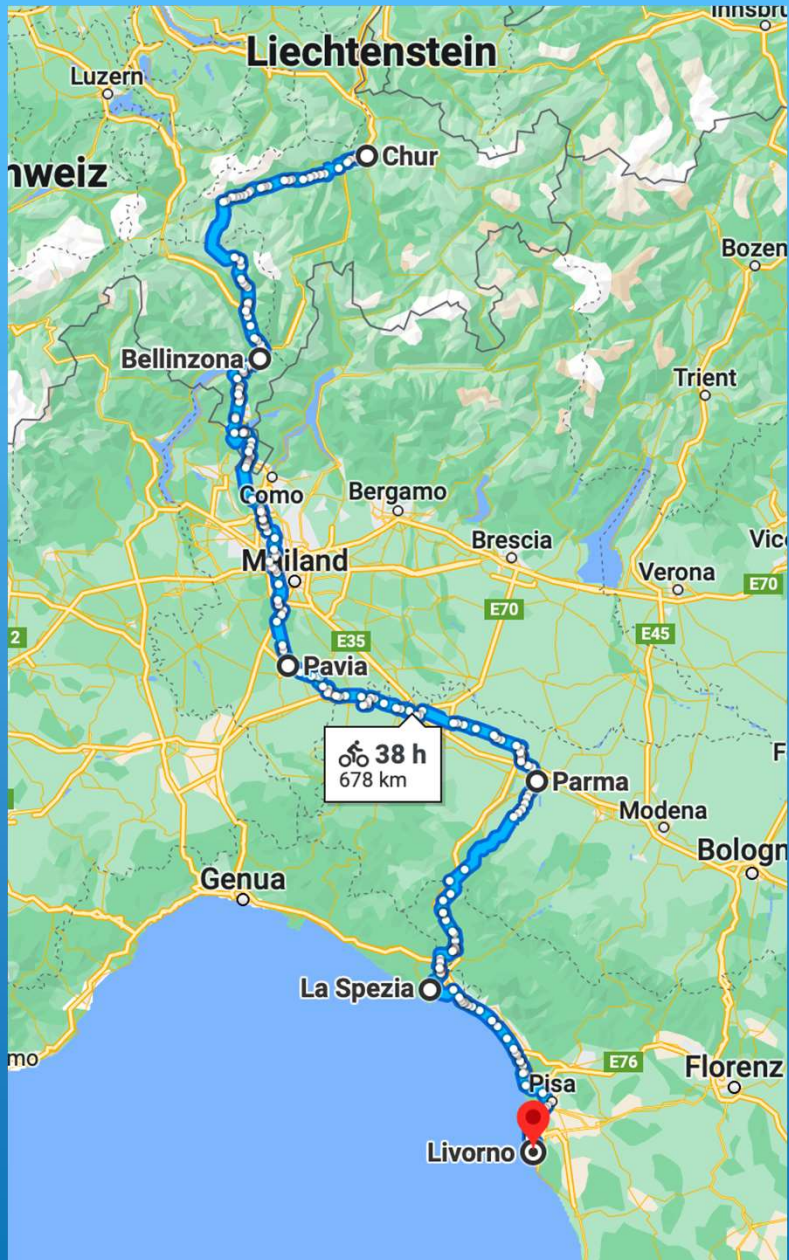 Innsbru
Liechtenstein
Luzern
Chur
hweiz
Bozen
Bellinzona
Trient
Como
Bergamo
Brescia
Vic
Mailand
Verona
E70
E70
2
E35
E45
Pavia
38 h
678 km
F
Parma
Modena
Bologn
Genua
La Spezia
mo
E76
Florenz
Pisa
Livorno